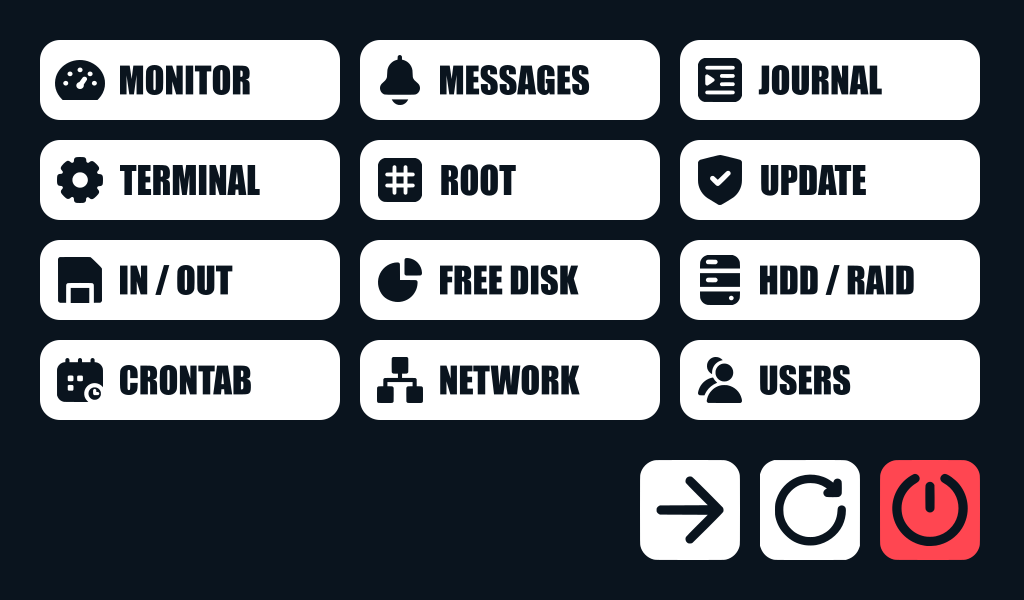 MONITOR
MESSAGES
JOURNAL
TERMINAL
ROOT
UPDATE
IN / OUT
FREE DISK
HDD / RAID
CRONTAB
NETWORK
USERS